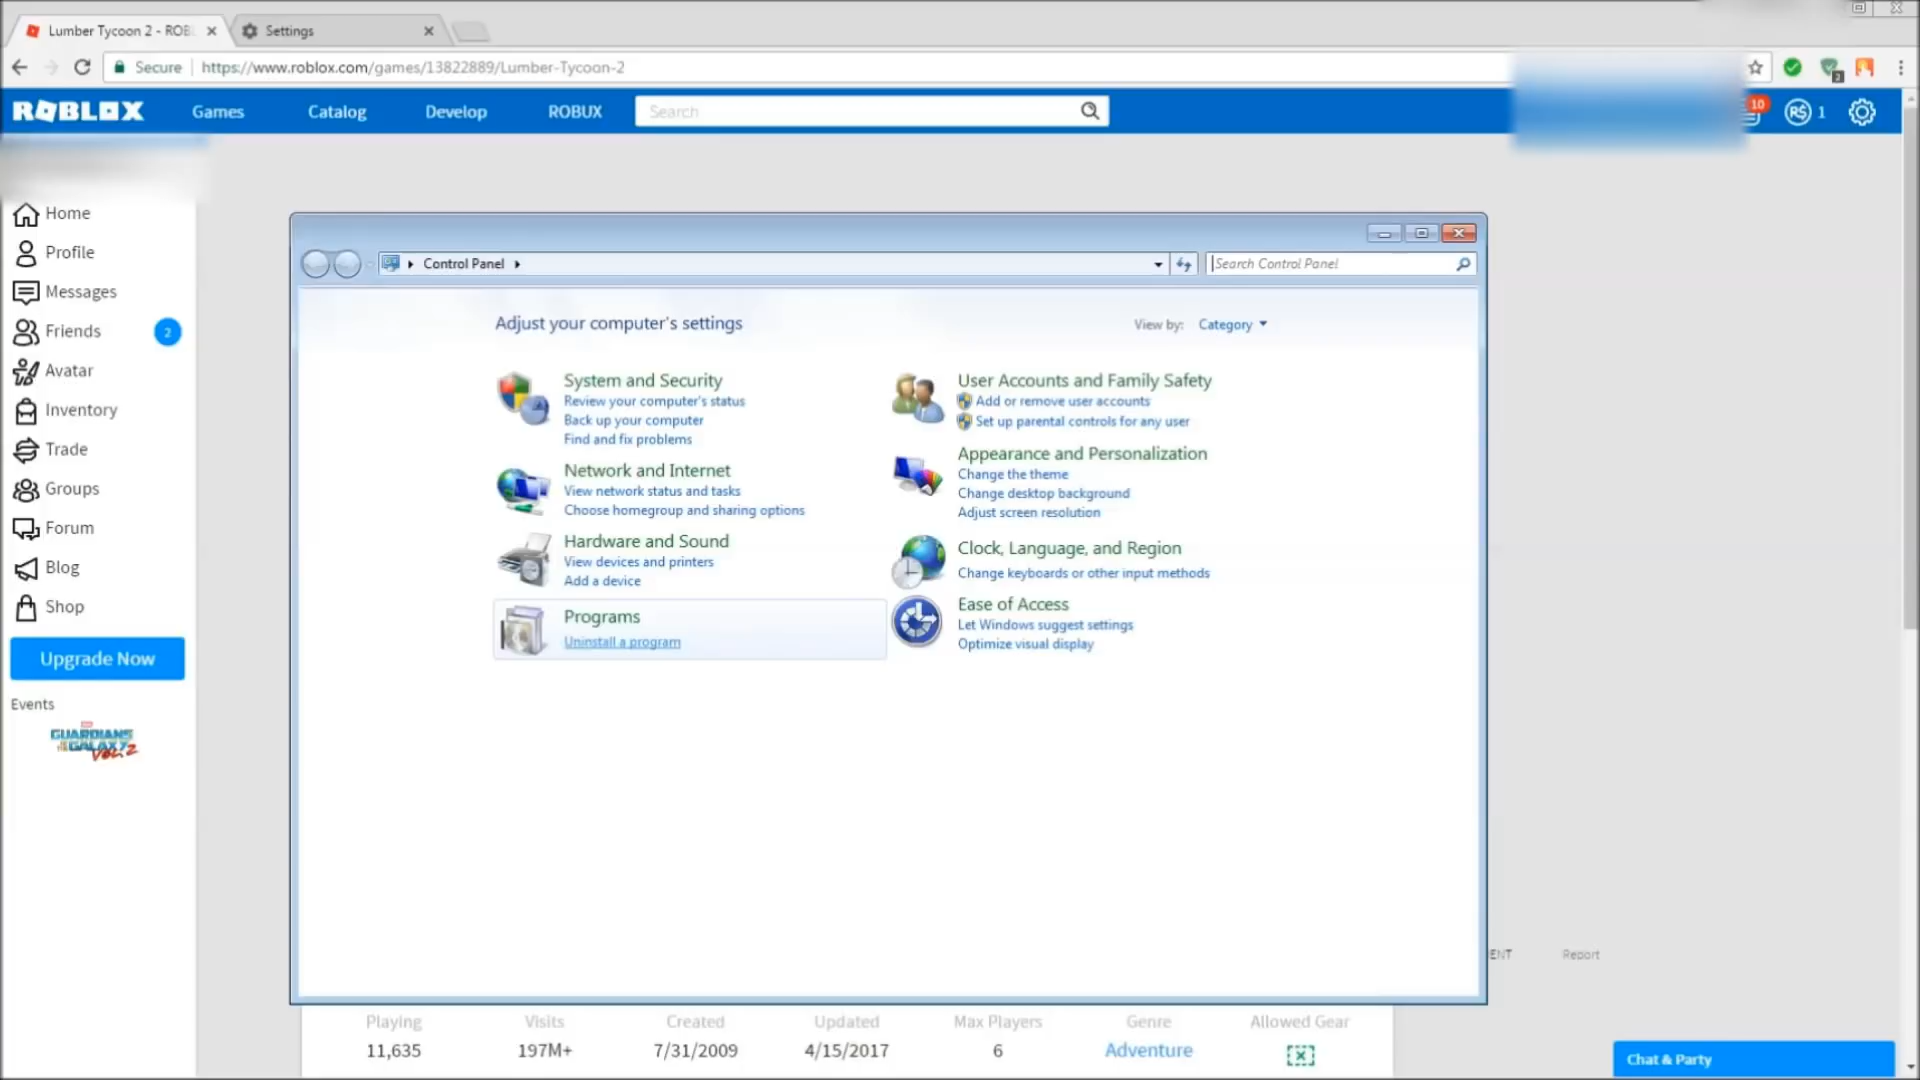 Lumber Tycoon 2 - ROB
Settings
Secure
https://www.roblox.com/games/13822889/Lumber-Tycoon-2
2
ROBLOX
Games
Catalog
Develop
ROBUX
Search
10
R$ 1
Home
Profile
Messages
Friends
2
Avatar
Inventory
Trade
Groups
Forum
Blog
Shop
Upgrade Now
Events
GUARDIANS
OF THE GALAXY
VOL. 2
Control Panel
Search Control Panel
Adjust your computer's settings
View by: Category
System and Security
Review your computer's status
Back up your computer
Find and fix problems
Network and Internet
View network status and tasks
Choose homegroup and sharing options
Hardware and Sound
View devices and printers
Add a device
Programs
Uninstall a program
User Accounts and Family Safety
Add or remove user accounts
Set up parental controls for any user
Appearance and Personalization
Change the theme
Change desktop background
Adjust screen resolution
Clock, Language, and Region
Change keyboards or other input methods
Ease of Access
Let Windows suggest settings
Optimize visual display
ENT
Report
Playing
Visits
Created
Updated
Max Players
Genre
Allowed Gear
11,635
197M+
7/31/2009
4/15/2017
6
Adventure
Chat & Party